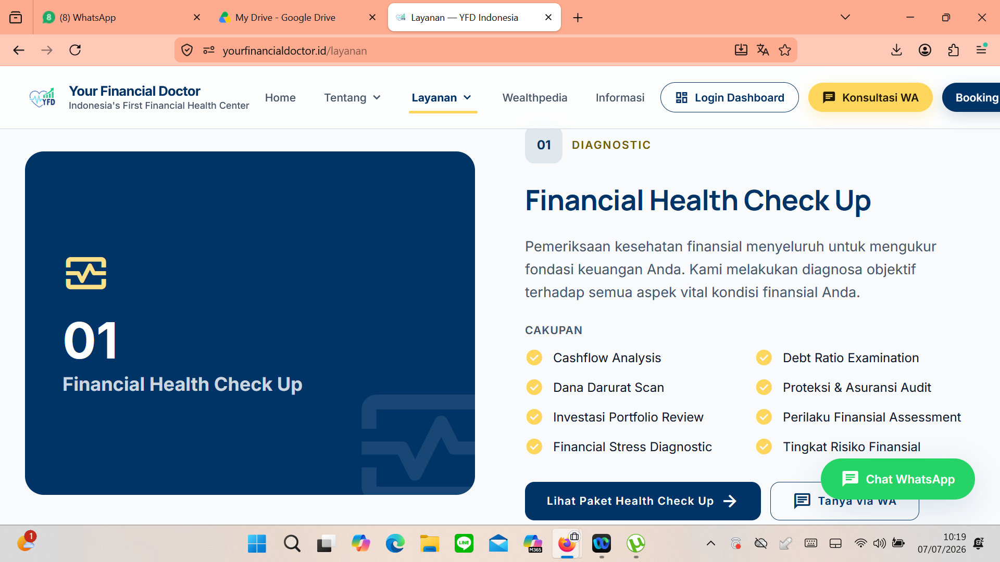 8
(8) WhatsApp
My Drive - Google Drive
YFD
Layanan — YFD Indonesia
yourfinancialdoctor.id/layanan
YFD
Your Financial Doctor
Indonesia's First Financial Health Center
Home
Tentang
Layanan
Wealthpedia
Informasi
Login Dashboard
Konsultasi WA
Booking
01
Financial Health Check Up
01
DIAGNOSTIC
Financial Health Check Up
Pemeriksaan kesehatan finansial menyeluruh untuk mengukur
fondasi keuangan Anda. Kami melakukan diagnosa objektif
terhadap semua aspek vital kondisi finansial Anda.
CAKUPAN
Cashflow Analysis
Debt Ratio Examination
Dana Darurat Scan
Proteksi & Asuransi Audit
Investasi Portfolio Review
Perilaku Finansial Assessment
Financial Stress Diagnostic
Tingkat Risiko Finansial
Chat WhatsApp
Lihat Paket Health Check Up
Tanya via WA
1
LINE
M365
10:19
07/07/2026